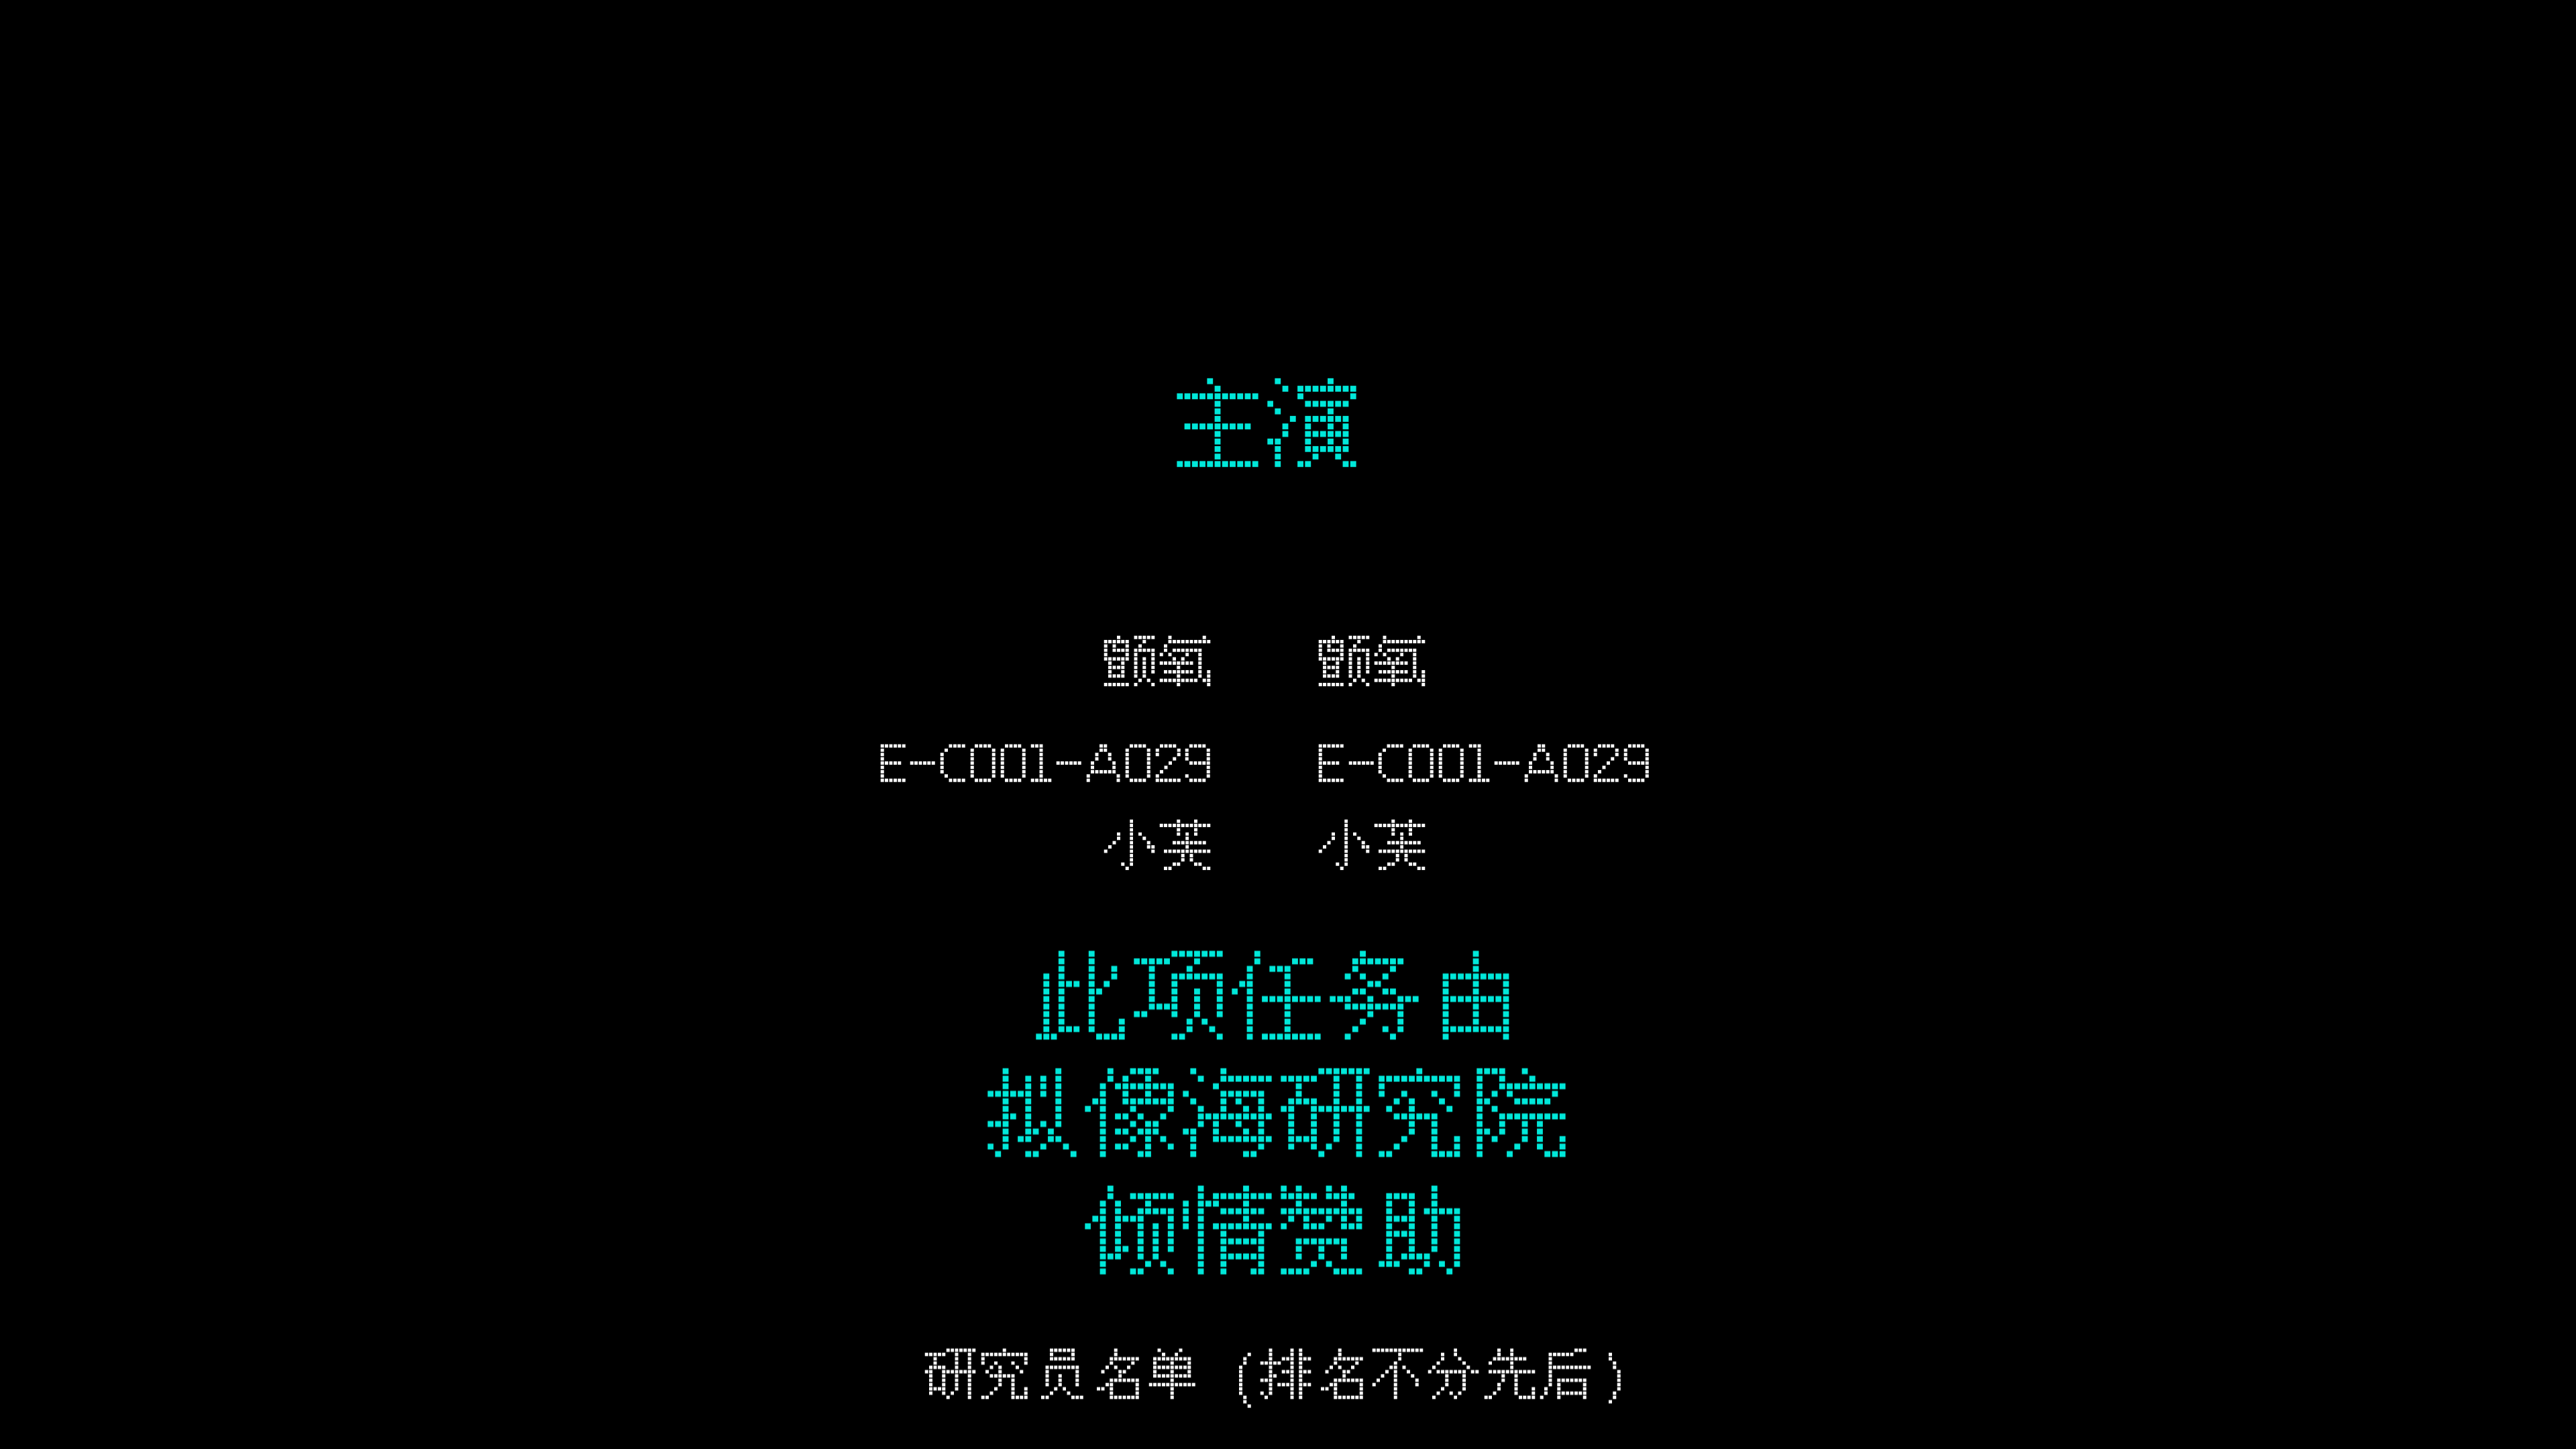 主演
颤氧 颤氧
E-C001-A029 E-C001-A029
小芙 小芙
此项任务由
拟像海研究院
倾情赞助
研究员名单 (排名不分先后)